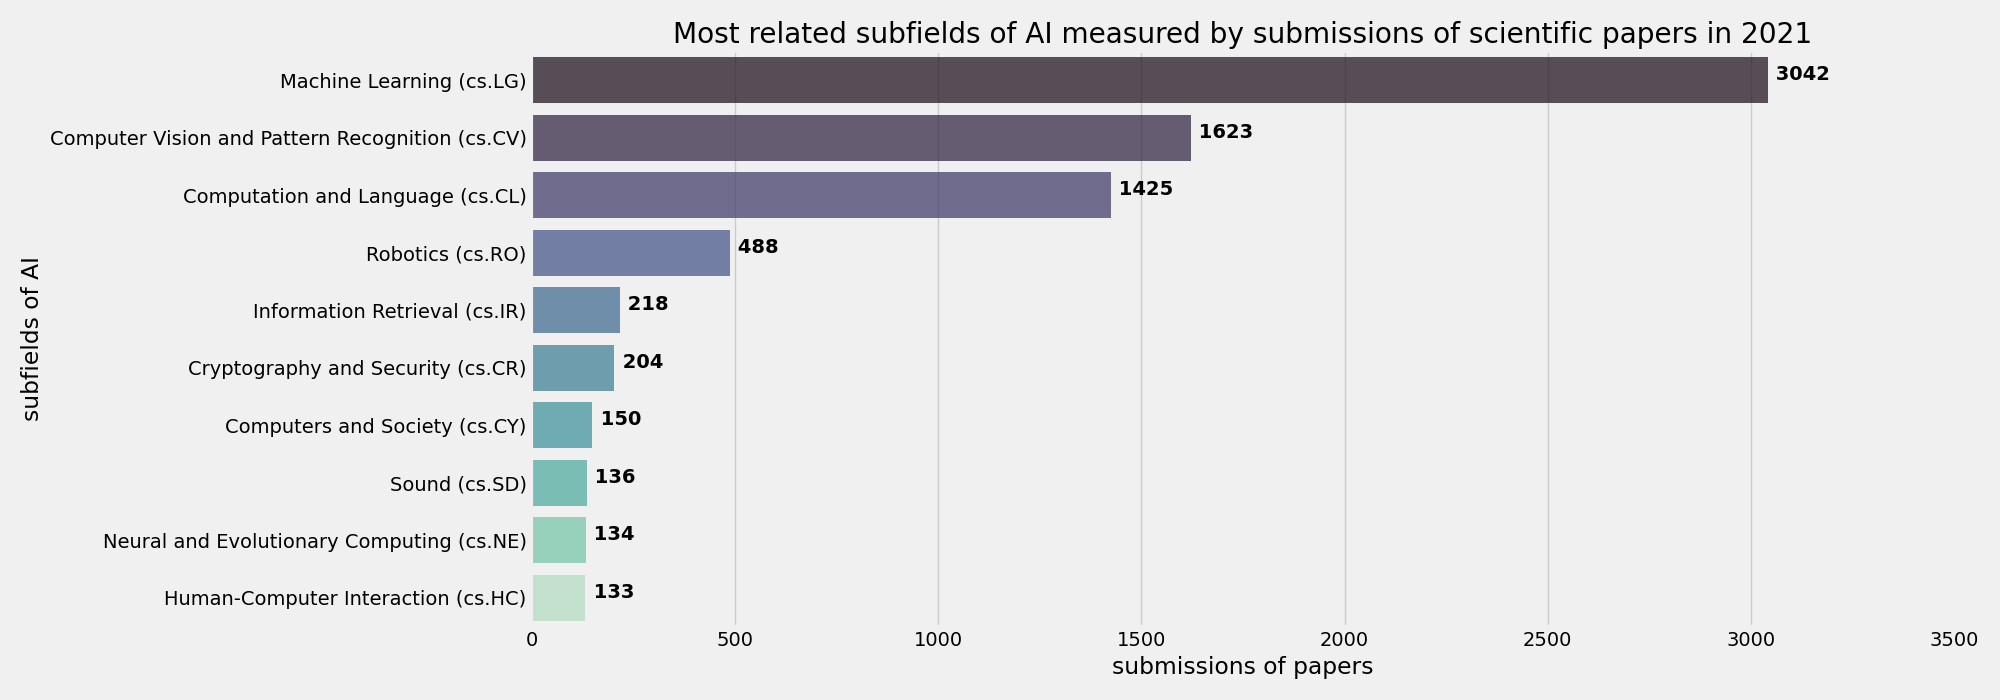 Most related subfields of AI measured by submissions of scientific papers in 2021
Machine Learning (cs.LG) 3042
Computer Vision and Pattern Recognition (cs.CV) 1623
Computation and Language (cs.CL) 1425
Robotics (cs.RO) 488
Information Retrieval (cs.IR) 218
Cryptography and Security (cs.CR) 204
Computers and Society (cs.CY) 150
Sound (cs.SD) 136
Neural and Evolutionary Computing (cs.NE) 134
Human-Computer Interaction (cs.HC) 133
subfields of AI
0 500 1000 1500 2000 2500 3000 3500
submissions of papers